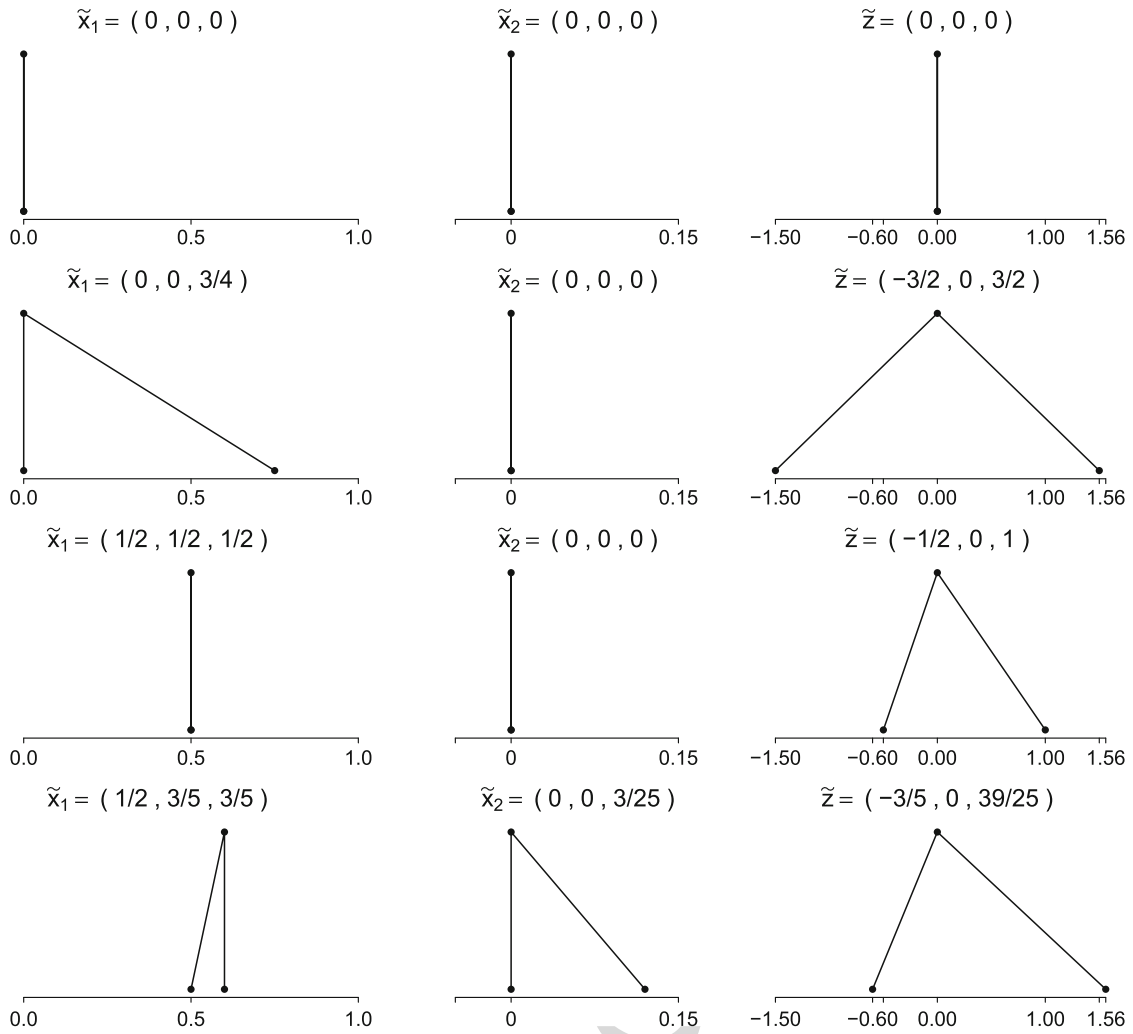 x̃₁ = ( 0 , 0 , 0 ) x̃₂ = ( 0 , 0 , 0 ) z̃ = ( 0 , 0 , 0 )
0.0 0.5 1.0 0 0.15 −1.50 −0.60 0.00 1.00 1.56
x̃₁ = ( 0 , 0 , 3/4 ) x̃₂ = ( 0 , 0 , 0 ) z̃ = ( −3/2 , 0 , 3/2 )
0.0 0.5 1.0 0 0.15 −1.50 −0.60 0.00 1.00 1.56
x̃₁ = ( 1/2 , 1/2 , 1/2 ) x̃₂ = ( 0 , 0 , 0 ) z̃ = ( −1/2 , 0 , 1 )
0.0 0.5 1.0 0 0.15 −1.50 −0.60 0.00 1.00 1.56
x̃₁ = ( 1/2 , 3/5 , 3/5 ) x̃₂ = ( 0 , 0 , 3/25 ) z̃ = ( −3/5 , 0 , 39/25 )
0.0 0.5 1.0 0 0.15 −1.50 −0.60 0.00 1.00 1.56